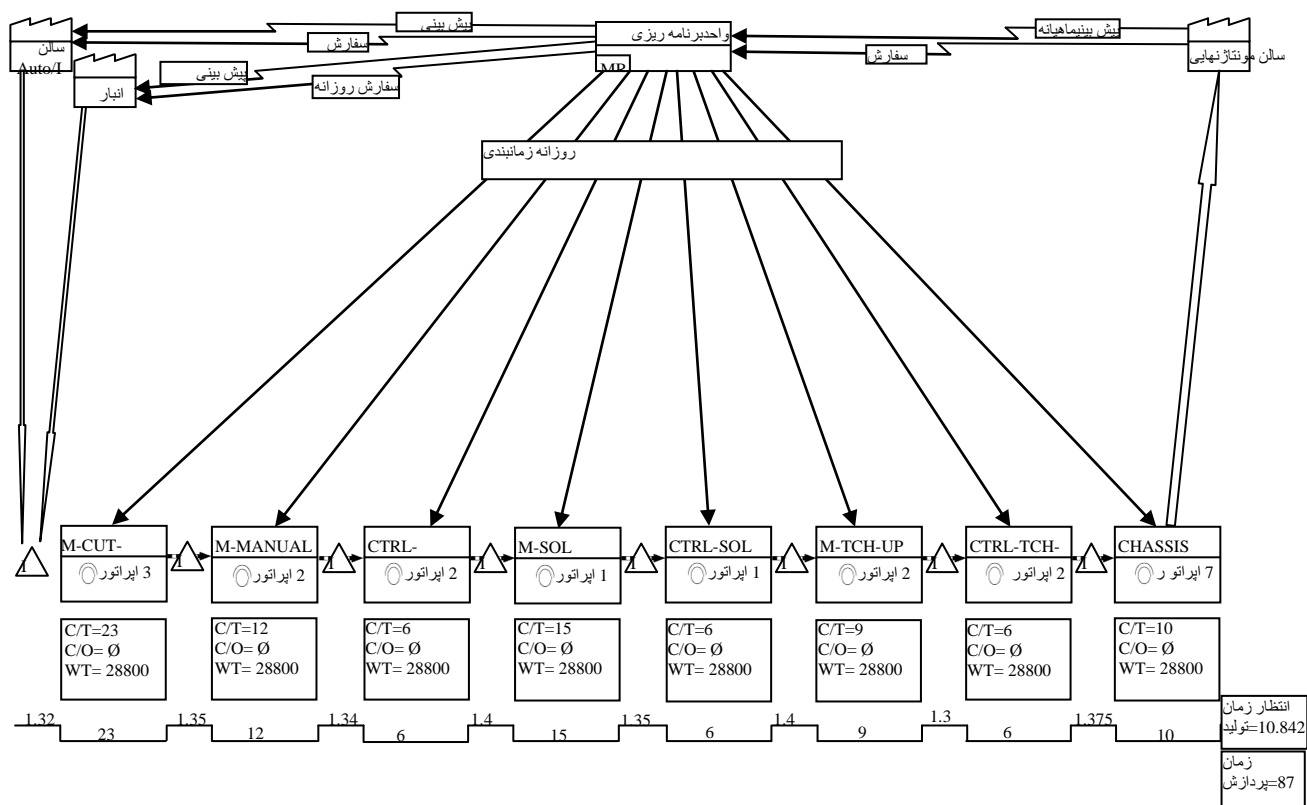 پیش بینی
واحدبرنامه ریزی
پیش بینیماهیانه
سالن
Auto/I
سفارش
سفارش
سالن مونتاژنهایی
انبار
پیش بینی
MP
سفارش روزانه
روزانه زمانبندی
M-CUT-
M-MANUAL
CTRL-
M-SOL
CTRL-SOL
M-TCH-UP
CTRL-TCH-
CHASSIS
I
I
I
I
I
I
I
I
3 اپراتور
2 اپراتور
2 اپراتور
1 اپراتور
1 اپراتور
2 اپراتور
2 اپراتور
7 اپراتو ر
C/T=23
C/O= Ø
WT= 28800
C/T=12
C/O= Ø
WT= 28800
C/T=6
C/O= Ø
WT= 28800
C/T=15
C/O= Ø
WT= 28800
C/T=6
C/O= Ø
WT= 28800
C/T=9
C/O= Ø
WT= 28800
C/T=6
C/O= Ø
WT= 28800
C/T=10
C/O= Ø
WT= 28800
1.32
1.35
1.34
1.4
1.35
1.4
1.3
1.375
23
12
6
15
6
9
6
10
انتظار زمان
تولید=10.842
زمان
پردازش=87